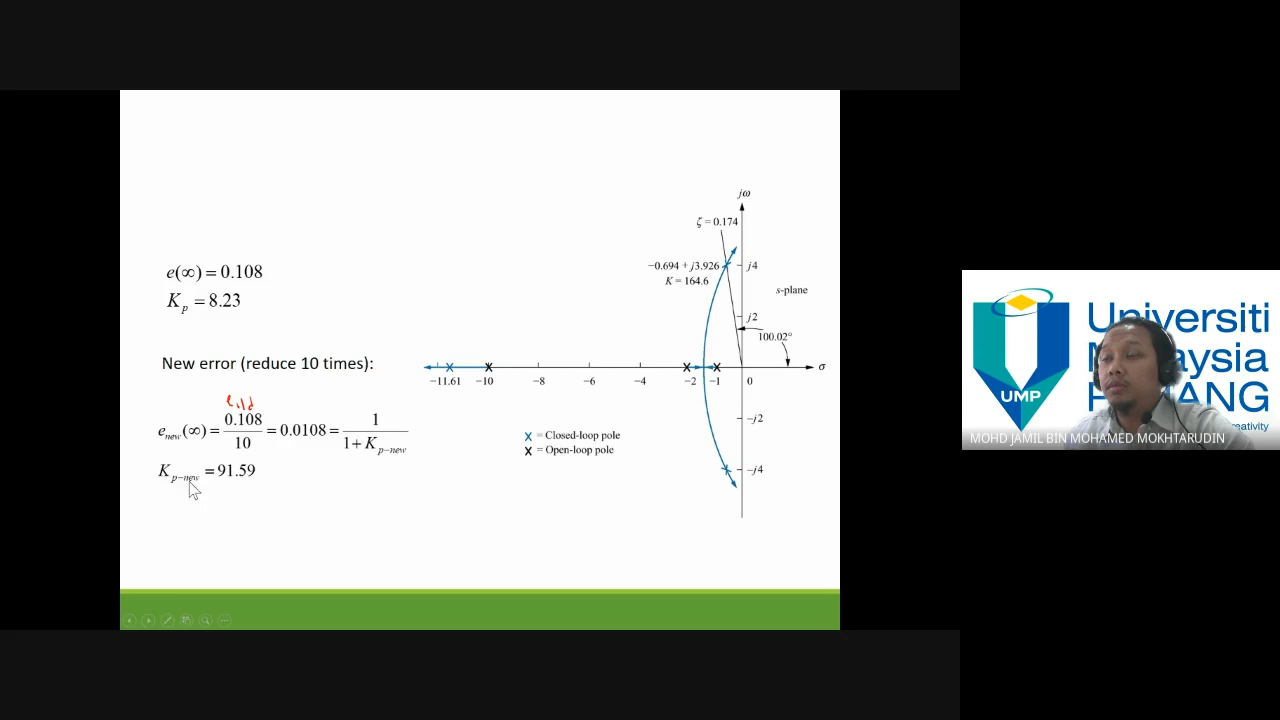 e(∞) = 0.108
K_p = 8.23
New error (reduce 10 times):
e_old
e_new(∞) = 0.108/10 = 0.0108 = 1/(1 + K_p-new)
K_p-new = 91.59
jω
ζ = 0.174
−0.694 + j3.926
K = 164.6
j4
s-plane
j2
100.02°
σ
−11.61 −10 −8 −6 −4 −2 −1 0
−j2
−j4
X = Closed-loop pole
X = Open-loop pole
Universiti
Malaysia
UMP
MOHD JAMIL BIN MOHAMED MOKHTARUDIN